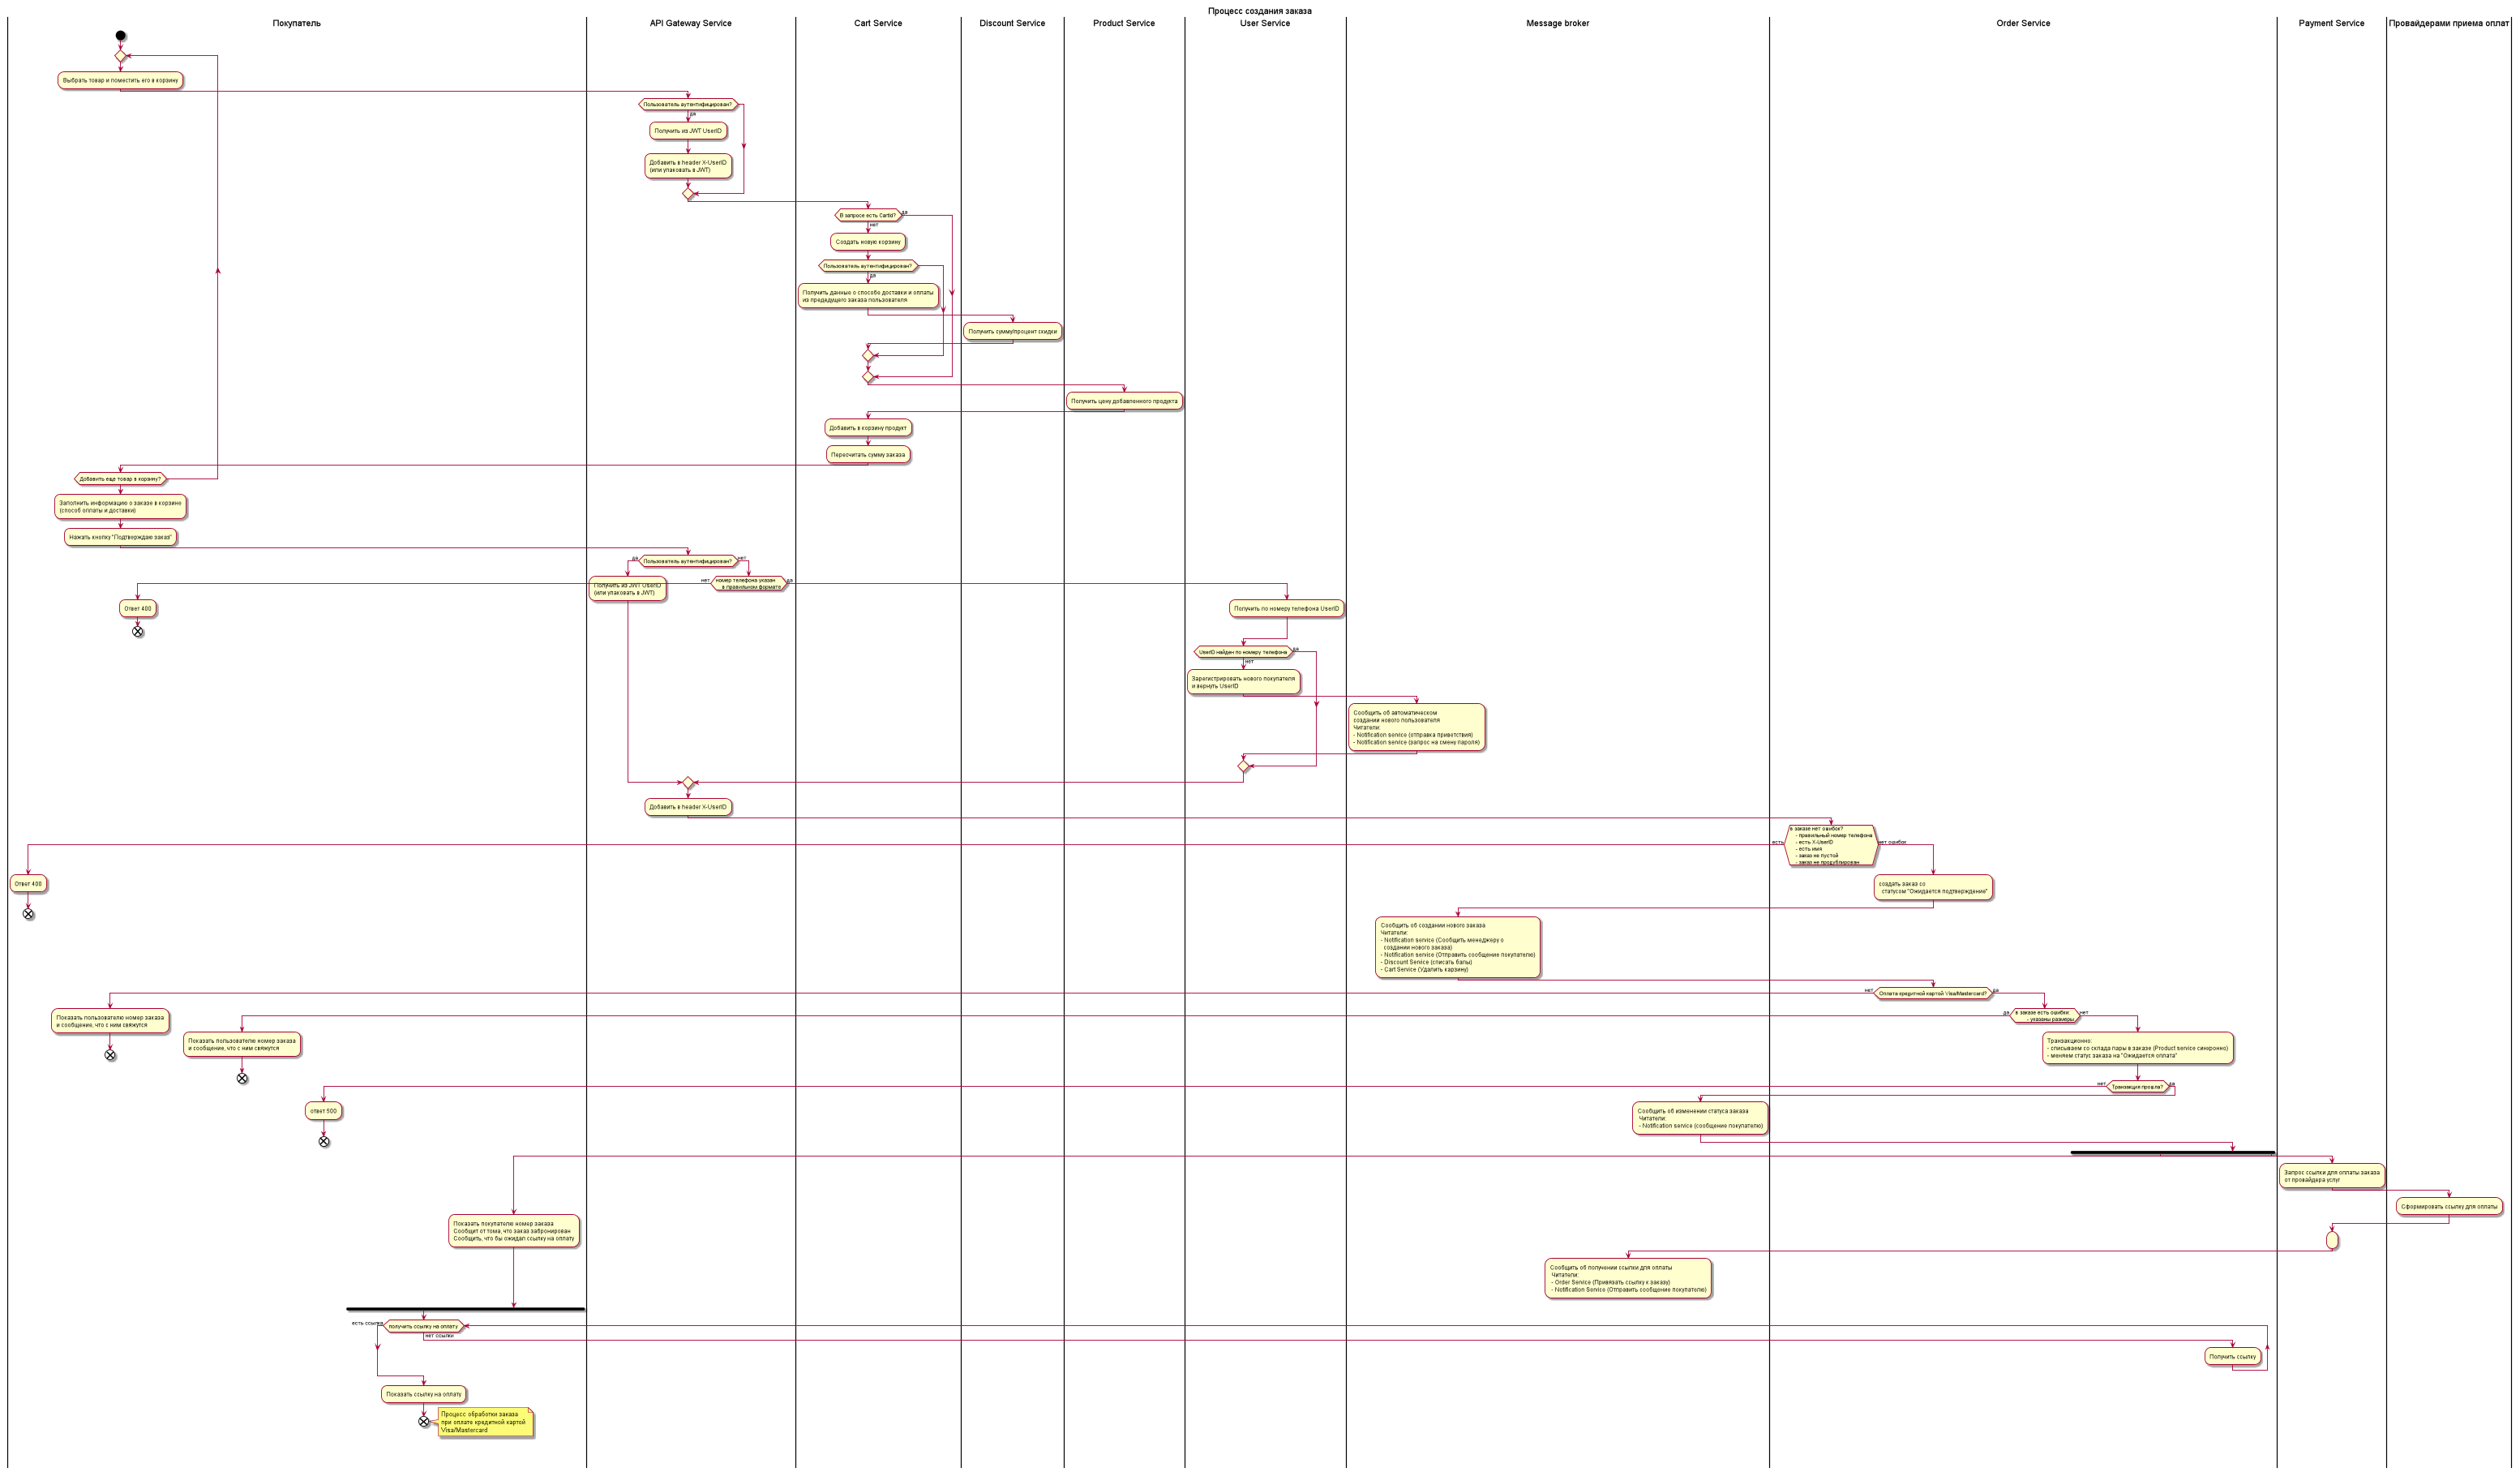 Процесс создания заказа
Покупатель
API Gateway Service
Cart Service
Discount Service
Product Service
User Service
Message broker
Order Service
Payment Service
Провайдерами приема оплат
Выбрать товар и поместить его в корзину
Пользователь аутентифицирован?
да
Получить из JWT UserID
Добавить в header X-UserID
(или упаковать в JWT)
В запросе есть CartId?
да
нет
Создать новую корзину
Пользователь аутентифицирован?
да
Получить данные о способе доставки и оплаты
из предедущего заказа пользователя
Получить сумму/процент скидки
Получить цену добавленного продукта
Добавить в корзину продукт
Пересчитать сумму заказа
Добавить еще товар в корзину?
Заполнить информацию о заказе в корзине
(способ оплаты и доставки)
Нажать кнопку "Подтверждаю заказ"
Пользователь аутентифицирован?
да
нет
Получить из JWT UserID
(или упаковать в JWT)
номер телефона указан
в правильном формате
нет
да
Ответ 400
Получить по номеру телефона UserID
UserID найден по номеру телефона
да
нет
Зарегистрировать нового покупателя
и вернуть UserID
Сообщить об автоматическом
создании нового пользователя
Читатели:
- Notification service (отправка приветствия)
- Notification service (запрос на смену пароля)
Добавить в header X-UserID
в заказе нет ошибок?
- правильный номер телефона
- есть X-UserID
- есть имя
- заказ не пустой
- заказ не продублирован
есть
нет ошибок
Ответ 400
создать заказ со
статусом "Ожидается подтверждение"
Сообщить об создании нового заказа
Читатели:
- Notification service (Сообщить менеджеру о
создании нового заказа)
- Notification service (Отправить сообщение покупателю)
- Discount Service (списать балы)
- Cart Service (Удалить карзину)
Оплата кредитной картой Visa/Mastercard?
нет
да
Показать пользователю номер заказа
и сообщение, что с ним свяжутся
в заказе есть ошибки
- указаны размеры
да
нет
Показать пользователю номер заказа
и сообщение, что с ним свяжутся
Транзакционно:
- списываем со склада пары в заказе (Product service синхронно)
- меняем статус заказа на "Ожидается оплата"
Транзакция прошла?
нет
да
ответ 500
Сообщить об изменении статуса заказа
Читатели:
- Notification service (сообщение покупателю)
Запрос ссылки для оплаты заказа
от провайдера услуг
Сформировать ссылку для оплаты
Показать покупателю номер заказа
Сообщит от тома, что заказ забронирован
Сообщить, что бы ожидал ссылку на оплату
Сообщить об получении ссылки для оплаты
Читатели:
- Order Service (Привязать ссылку к заказу)
- Notification Service (Отправить сообщение покупателю)
есть ссылка
получить ссылку на оплату
нет ссылки
Получить ссылку
Показать ссылку на оплату
Процесс обработки заказа
при оплате кредитной картой
Visa/Mastercard